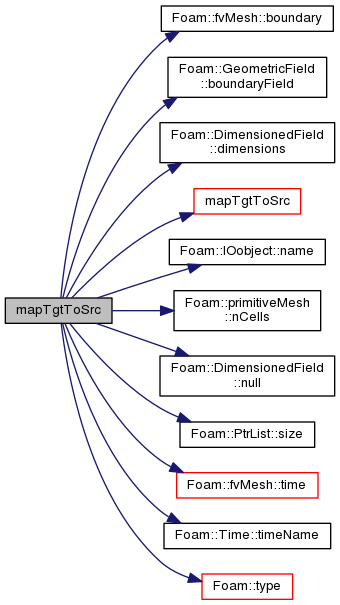 Foam::fvMesh::boundary
Foam::GeometricField
::boundaryField
Foam::DimensionedField
::dimensions
mapTgtToSrc
Foam::IOobject::name
mapTgtToSrc
Foam::primitiveMesh
::nCells
Foam::DimensionedField
::null
Foam::PtrList::size
Foam::fvMesh::time
Foam::Time::timeName
Foam::type